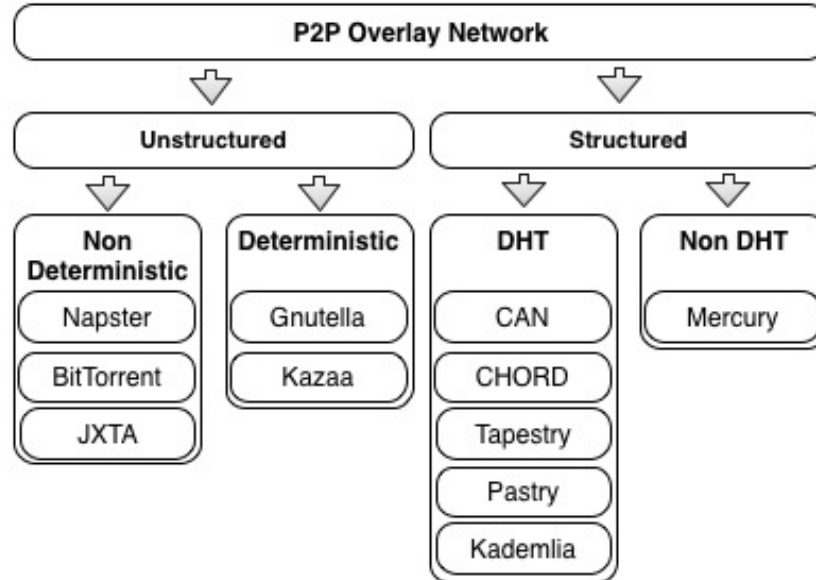 P2P Overlay Network
Unstructured
Structured
Non
Deterministic
Napster
BitTorrent
JXTA
Deterministic
Gnutella
Kazaa
DHT
CAN
CHORD
Tapestry
Pastry
Kademlia
Non DHT
Mercury